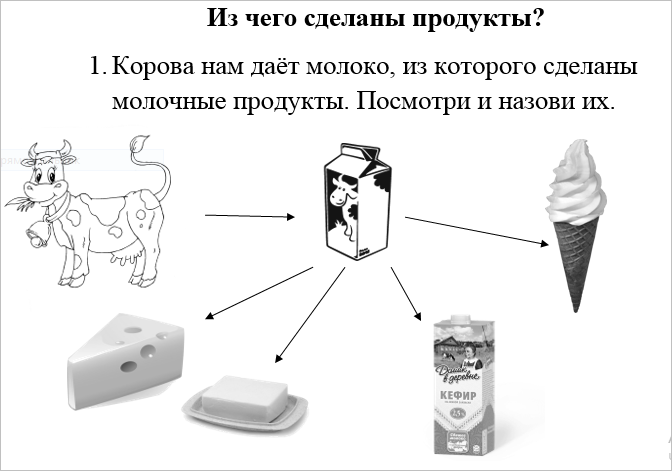 Из чего сделаны продукты?
1. Корова нам даёт молоко, из которого сделаны
молочные продукты. Посмотри и назови их.
Домик
в деревне
КЕФИР